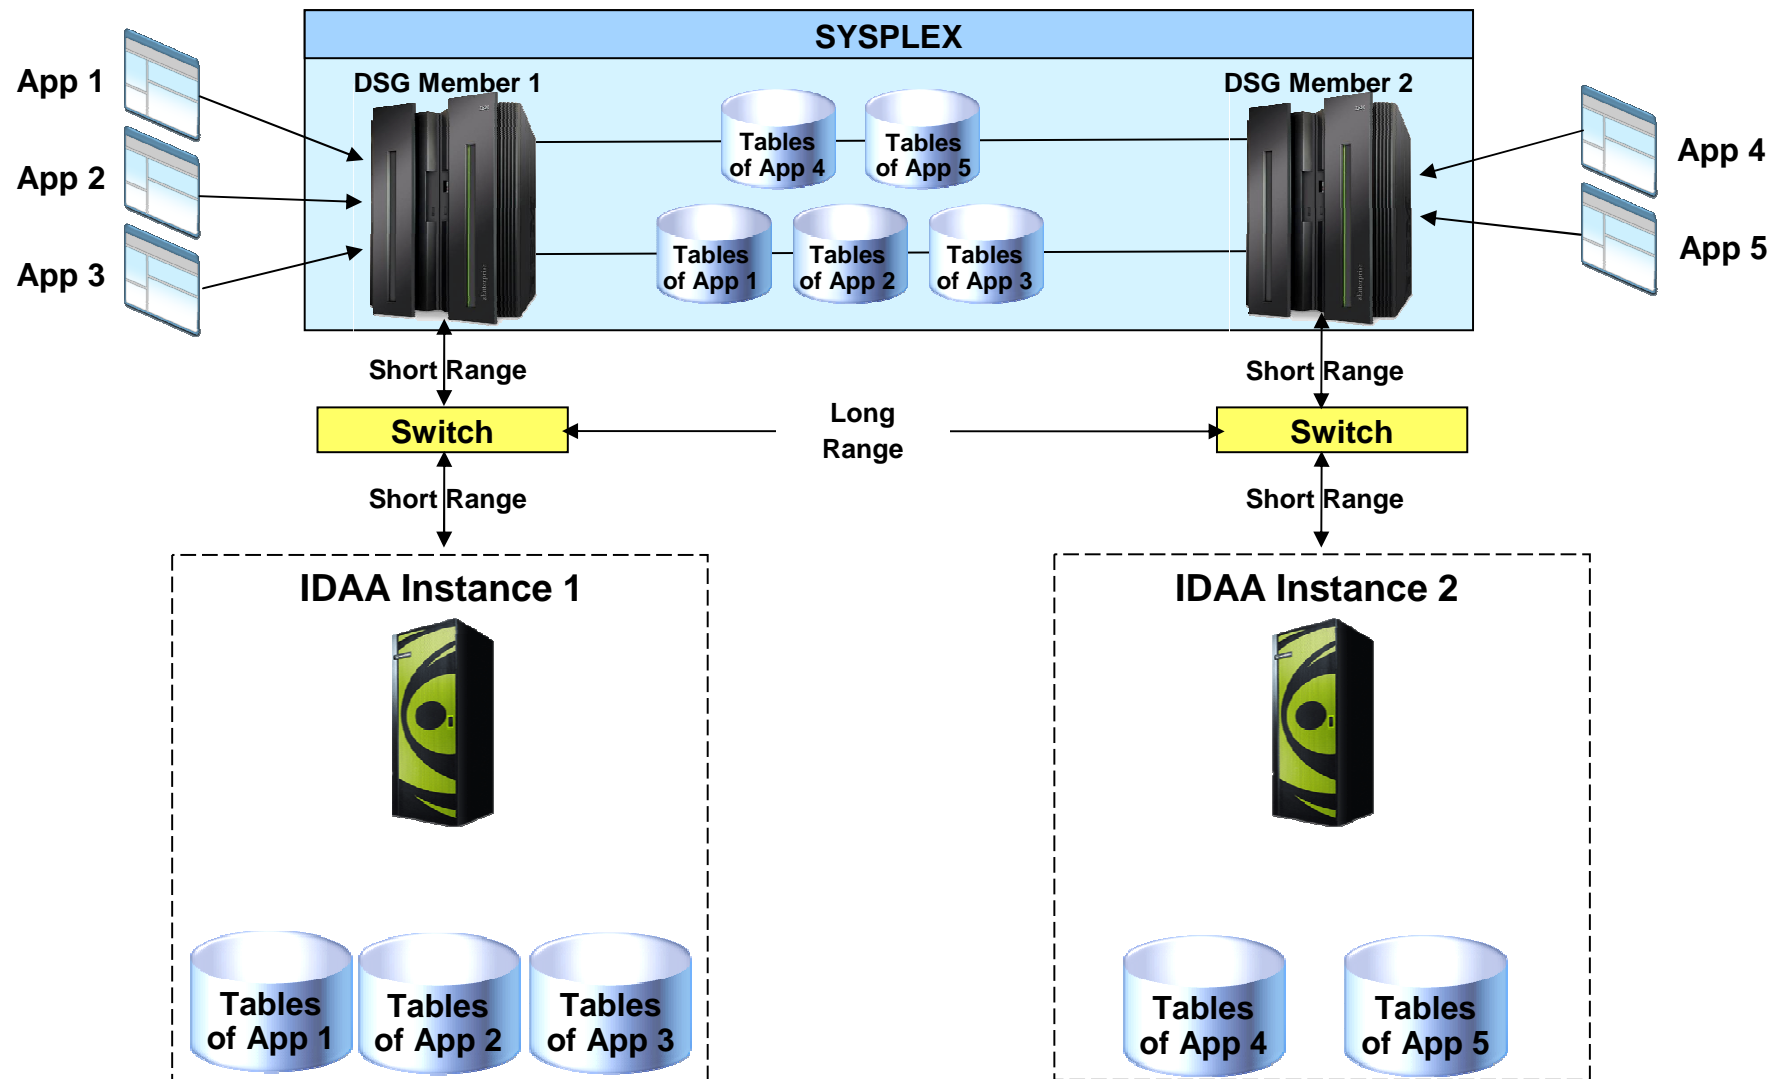 SYSPLEX
App 1
App 2
App 3
DSG Member 1
DSG Member 2
App 4
App 5
Tables
of App 4
Tables
of App 5
Tables
of App 1
Tables
of App 2
Tables
of App 3
Short Range
Short Range
Switch
Long
Range
Switch
Short Range
Short Range
IDAA Instance 1
IDAA Instance 2
Tables
of App 1
Tables
of App 2
Tables
of App 3
Tables
of App 4
Tables
of App 5